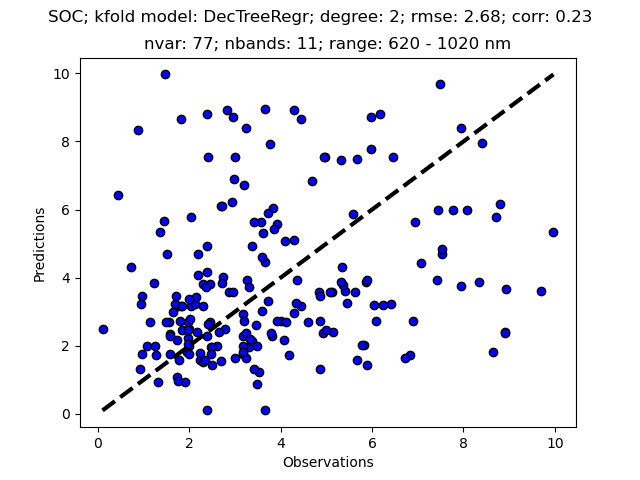 SOC; kfold model: DecTreeRegr; degree: 2; rmse: 2.68; corr: 0.23
nvar: 77; nbands: 11; range: 620 - 1020 nm
10
8
6
4
2
0
Predictions
0 2 4 6 8 10
Observations